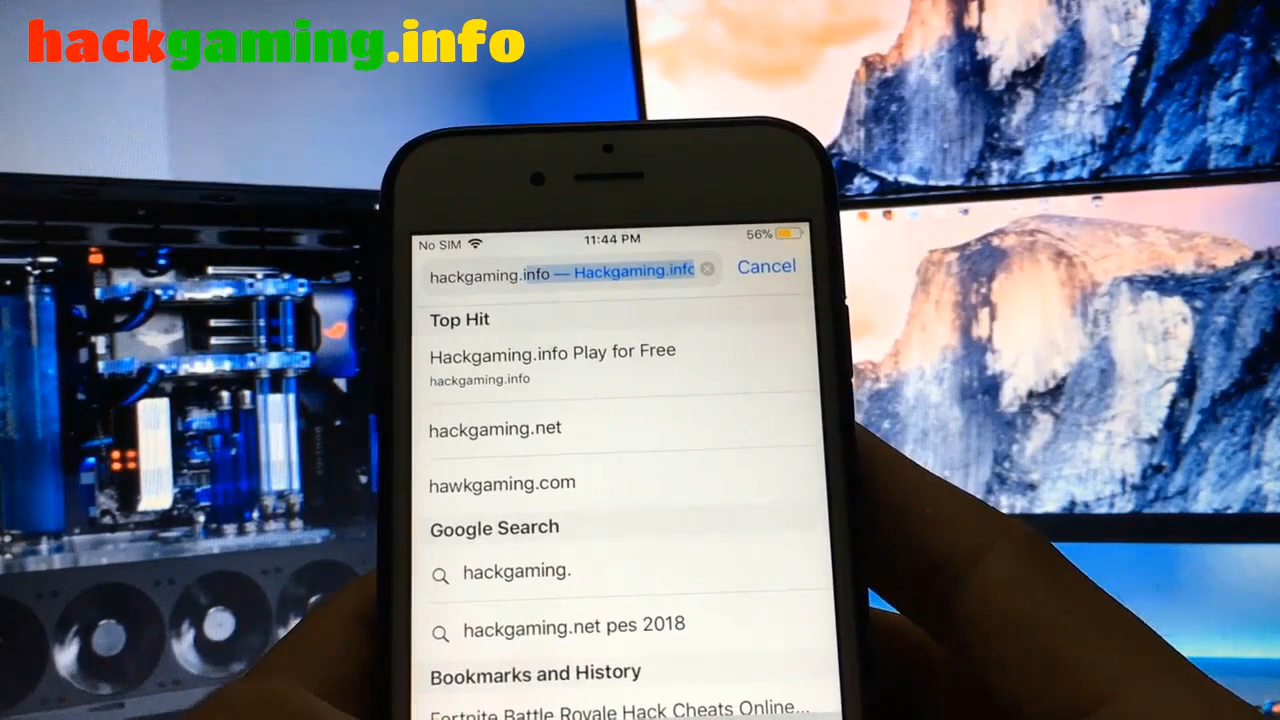 hackgaming.info
No SIM
11:44 PM
56%
hackgaming.info — Hackgaming.info
Cancel
Top Hit
Hackgaming.info Play for Free
hackgaming.info
hackgaming.net
hawkgaming.com
Google Search
hackgaming.
hackgaming.net pes 2018
Bookmarks and History
Fortnite Battle Royale Hack Cheats Online...